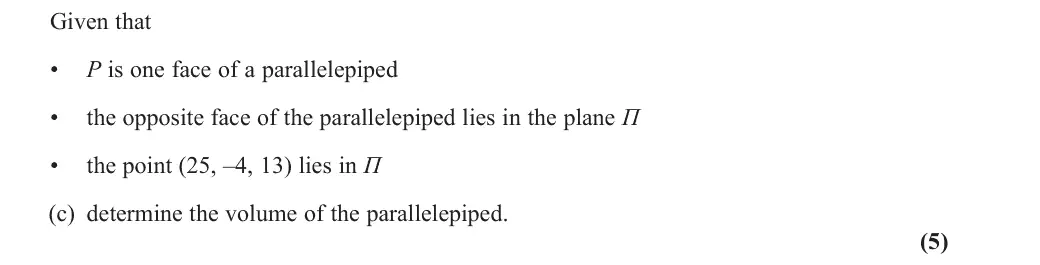 Given that
• P is one face of a parallelepiped
• the opposite face of the parallelepiped lies in the plane Π
• the point (25, –4, 13) lies in Π
(c) determine the volume of the parallelepiped.
(5)